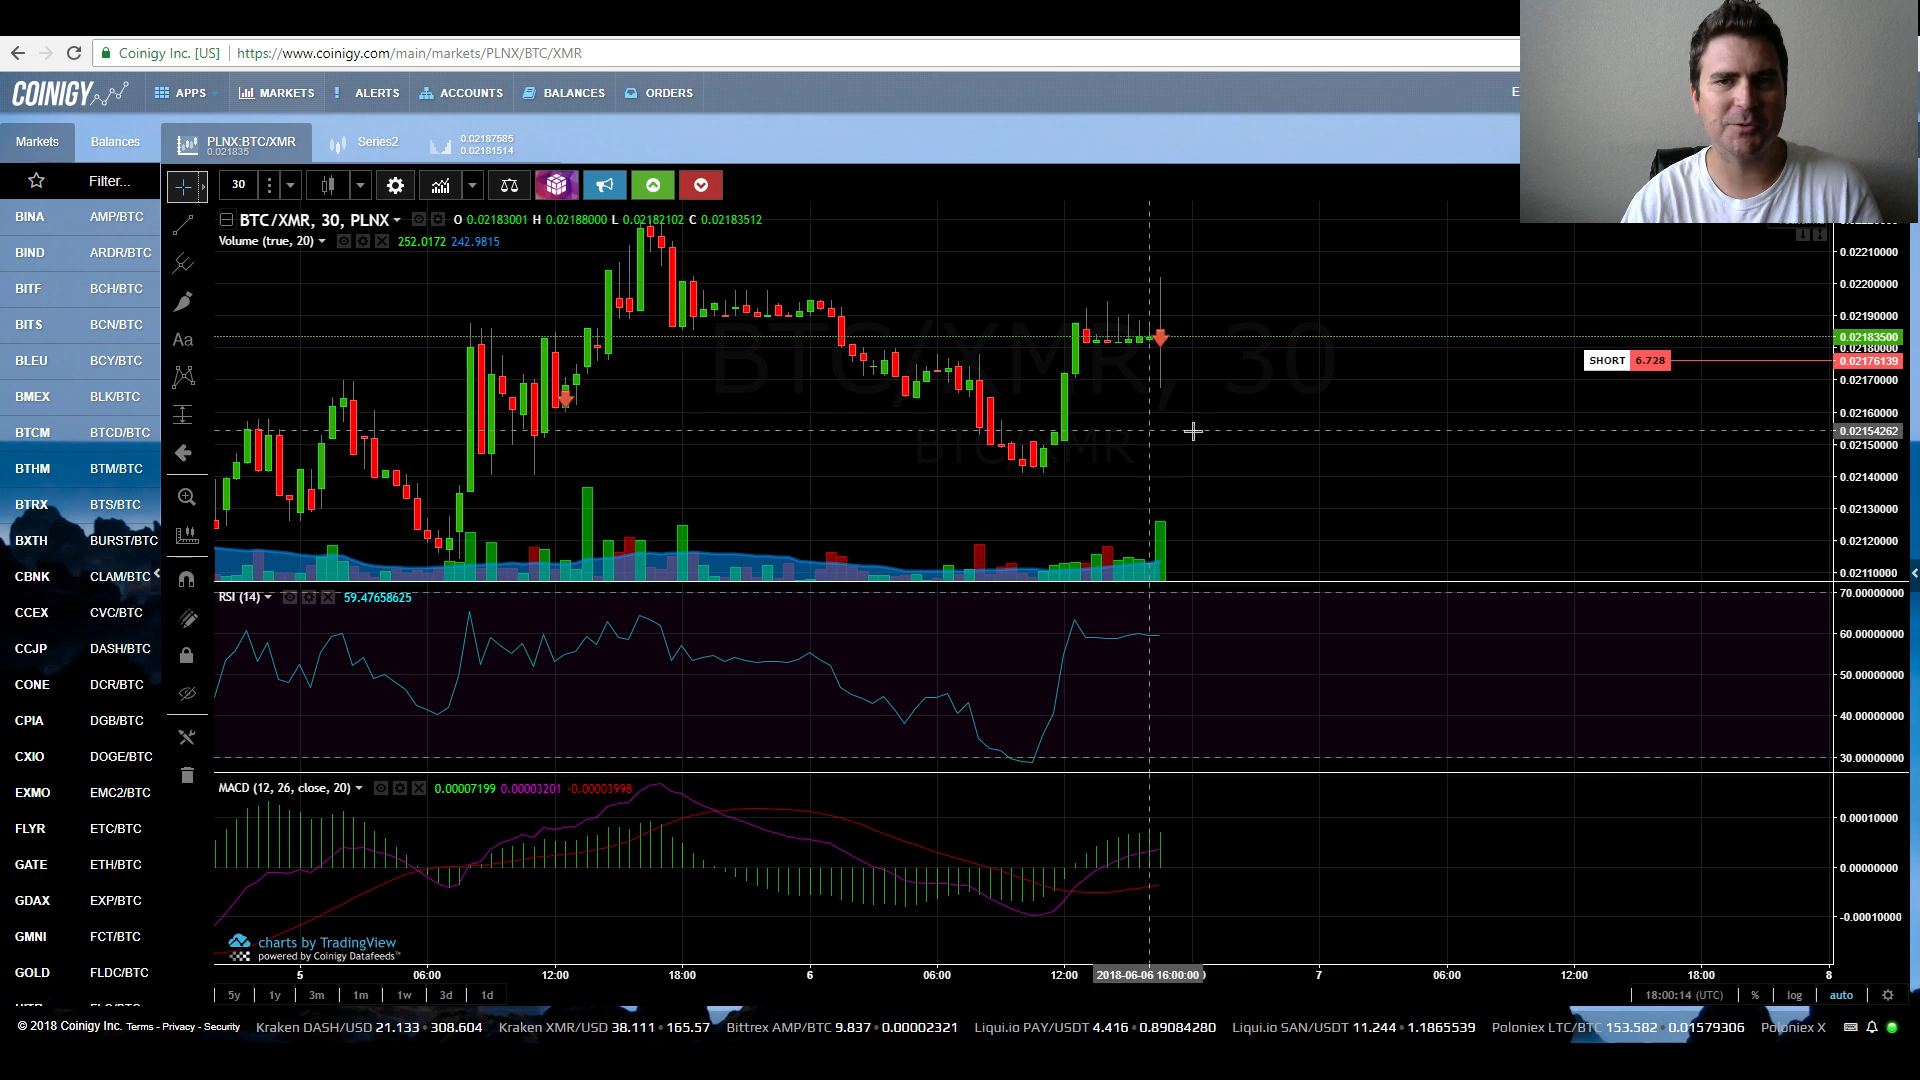 Coinigy Inc. [US] https://www.coinigy.com/main/markets/PLNX/BTC/XMR
COINIGY APPS MARKETS ALERTS ACCOUNTS BALANCES ORDERS E
Markets Balances PLNX:BTC/XMR 0.021835 Series2 0.02187585 0.02181514
Filter... 30
BTC/XMR, 30, PLNX O 0.02183001 H 0.02188000 L 0.02182102 C 0.02183512
Volume (true, 20) 252.0172 242.9815
BINA AMP/BTC
BIND ARDR/BTC
BITF BCH/BTC
BITS BCN/BTC
BLEU BCY/BTC
BMEX BLK/BTC
BTCM BTCD/BTC
BTHM BTM/BTC
BTRX BTS/BTC
BXTH BURST/BTC
CBNK CLAM/BTC
CCEX CVC/BTC
CCJP DASH/BTC
CONE DCR/BTC
CPIA DGB/BTC
CXIO DOGE/BTC
EXMO EMC2/BTC
FLYR ETC/BTC
GATE ETH/BTC
GDAX EXP/BTC
GMNI FCT/BTC
GOLD FLDC/BTC
Aa
BTC/XMR, 30
BTC/XMR
0.02210000
0.02200000
0.02190000
0.02183500
0.02180000
SHORT 6.728 0.02176139
0.02170000
0.02160000
0.02154262
0.02150000
0.02140000
0.02130000
0.02120000
0.02110000
RSI (14) 59.47658625
70.00000000
60.00000000
50.00000000
40.00000000
30.00000000
MACD (12, 26, close, 20) 0.00007199 0.00003201 -0.00003998
0.00010000
0.00000000
-0.00010000
charts by TradingView
powered by Coinigy Datafeeds™
5 06:00 12:00 18:00 6 06:00 12:00 2018-06-06 16:00:00 7 06:00 12:00 18:00 8
5y 1y 3m 1m 1w 3d 1d 18:00:14 (UTC) % log auto
© 2018 Coinigy Inc. Terms - Privacy - Security Kraken DASH/USD 21.133 • 308.604 Kraken XMR/USD 38.111 • 165.57 Bittrex AMP/BTC 9.837 • 0.00002321 Liqui.io PAY/USDT 4.416 • 0.89084280 Liqui.io SAN/USDT 11.244 • 1.1865539 Poloniex LTC/BTC 153.582 • 0.01579306 Poloniex X